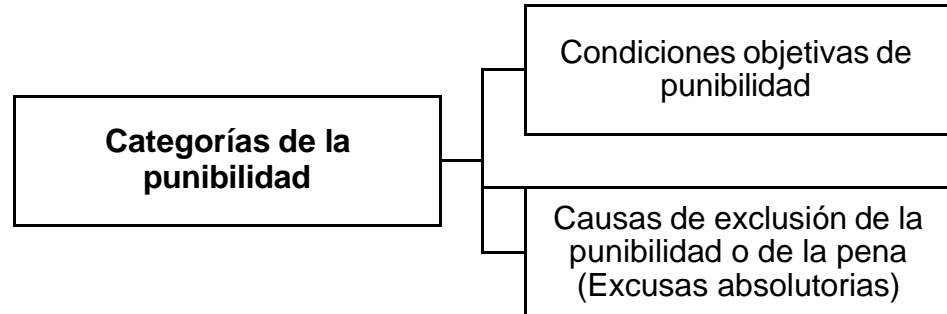 Categorías de la
punibilidad
Condiciones objetivas de
punibilidad
Causas de exclusión de la
punibilidad o de la pena
(Excusas absolutorias)